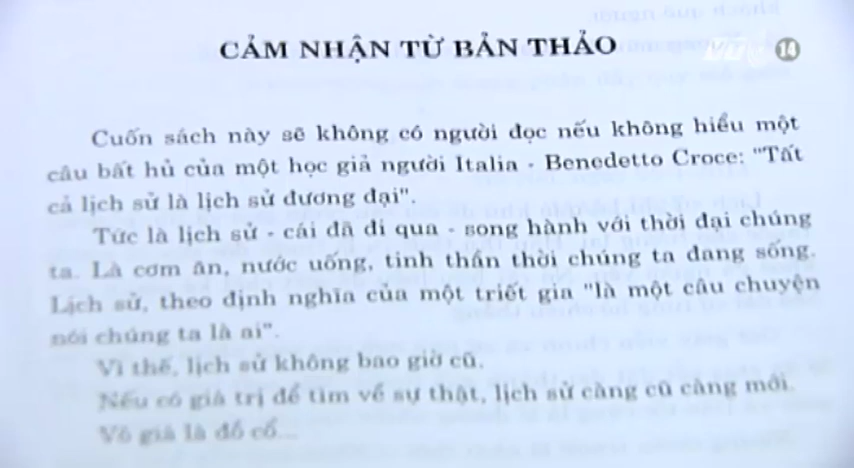 CẢM NHẬN TỪ BẢN THẢO
14
Cuốn sách này sẽ không có người đọc nếu không hiểu một
câu bất hủ của một học giả người Italia - Benedetto Croce: "Tất
cả lịch sử là lịch sử đương đại".
Tức là lịch sử - cái đã đi qua - song hành với thời đại chúng
ta. Là cơm ăn, nước uống, tinh thần thời chúng ta đang sống.
Lịch sử, theo định nghĩa của một triết gia "là một câu chuyện
nói chúng ta là ai".
Vì thế, lịch sử không bao giờ cũ.
Nếu có giá trị để tìm về sự thật, lịch sử càng cũ càng mới.
Vô giá là đồ cổ...